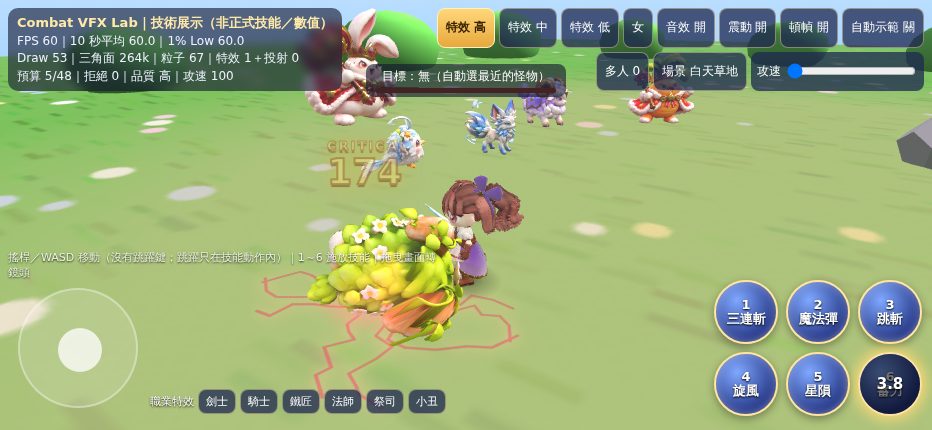 Combat VFX Lab｜技術展示（非正式技能／數值）
FPS 60｜10 秒平均 60.0｜1% Low 60.0
Draw 53｜三角面 264k｜粒子 67｜特效 1＋投射 0
預算 5/48｜拒絕 0｜品質 高｜攻速 100
特效 高
特效 中
特效 低
女
音效 開
震動 開
頓幀 開
自動示範 關
目標：無（自動選最近的怪物）
多人 0
場景 白天草地
攻速
CRITICAL
174
搖桿／WASD 移動（沒有跳躍鍵；跳躍只在技能動作內）｜1～6 施放技能｜拖曳畫面轉
鏡頭
1
三連斬
2
魔法彈
3
跳斬
4
旋風
5
星隕
6
3.8
蓄力
職業特效
劍士
騎士
鐵匠
法師
祭司
小丑